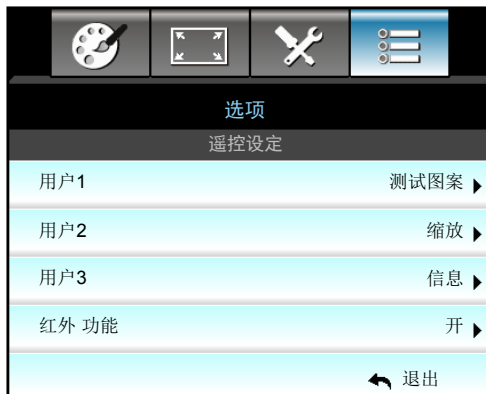 选项
遥控设定
用户1 测试图案
用户2 缩放
用户3 信息
红外 功能 开
退出